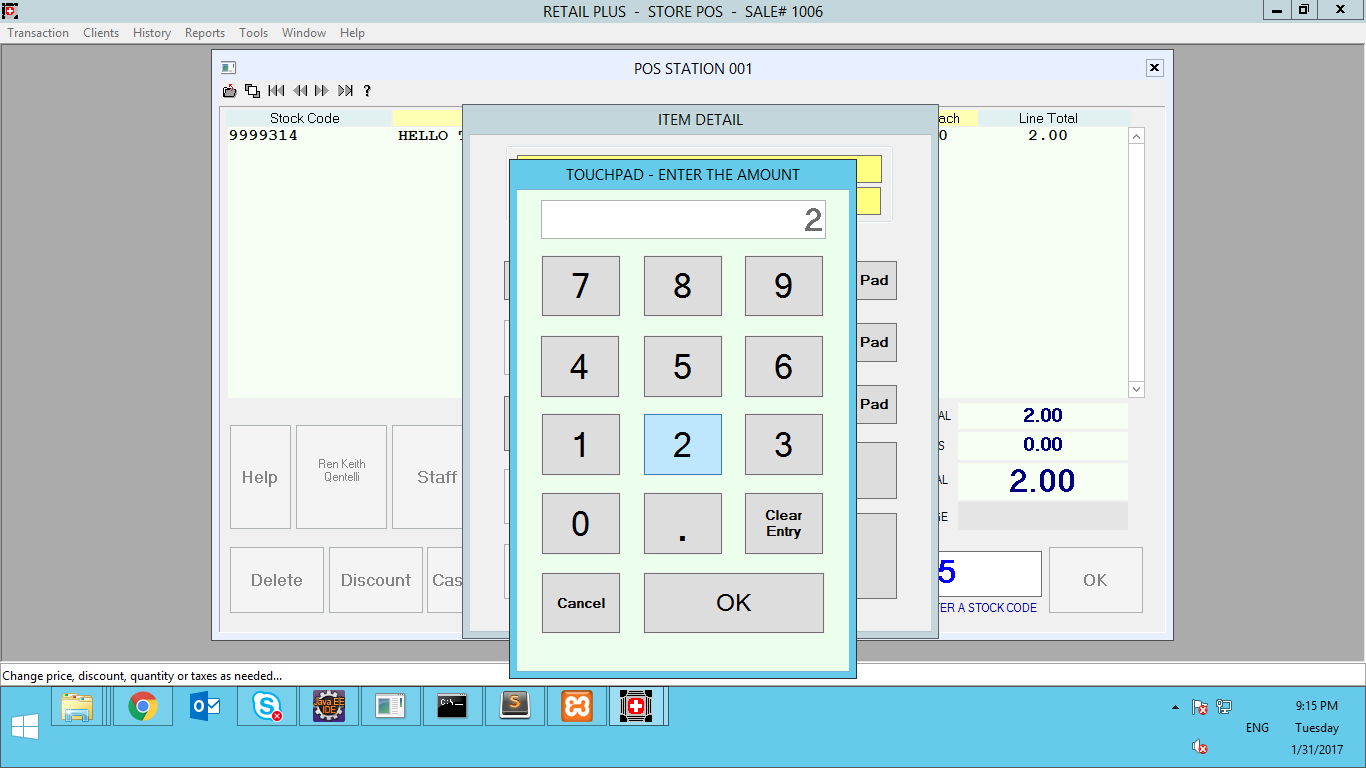 RETAIL PLUS - STORE POS - SALE# 1006
Transaction Clients History Reports Tools Window Help
POS STATION 001
?
Stock Code
ach
Line Total
9999314
HELLO
0
2.00
ITEM DETAIL
TOUCHPAD - ENTER THE AMOUNT
2
7 8 9
Pad
4 5 6
Pad
1 2 3
Pad
0 .
Clear
Entry
Cancel
OK
AL
2.00
S
0.00
AL
2.00
GE
Help
Ren Keith
Qentelli
Staff
Delete
Discount
Cas
5
OK
ER A STOCK CODE
Change price, discount, quantity or taxes as needed...
Java EE
IDE
C:\
S
ENG
9:15 PM
Tuesday
1/31/2017